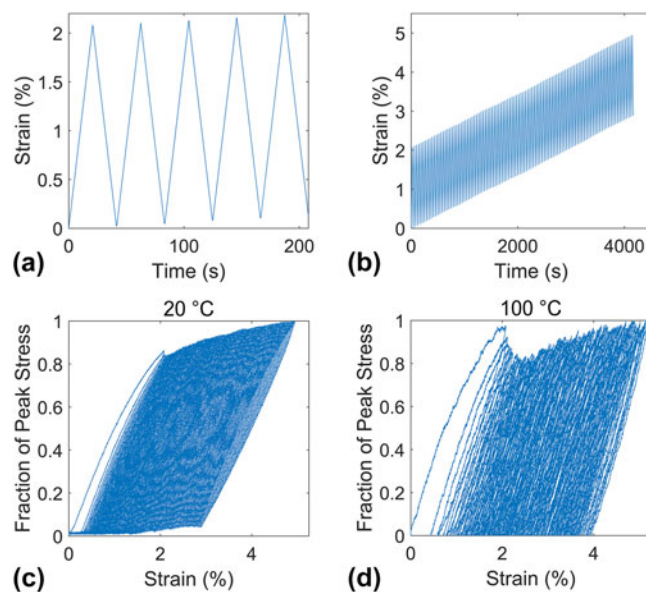 2
1.5
1
0.5
0
0 100 200
Strain (%)
Time (s)
(a)
5
4
3
2
1
0
0 2000 4000
Strain (%)
Time (s)
(b)
20 °C
1
0.8
0.6
0.4
0.2
0
0 2 4
Fraction of Peak Stress
Strain (%)
(c)
100 °C
1
0.8
0.6
0.4
0.2
0
0 2 4
Fraction of Peak Stress
Strain (%)
(d)